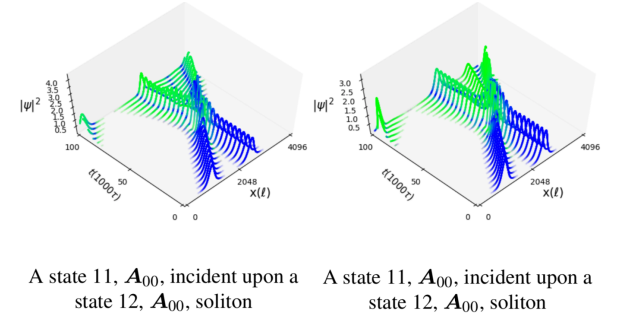 4.0
3.5
3.0
2.5
2.0
1.5
1.0
0.5
|ψ|²
100
50
0
t(1000τ)
0
2048
4096
x(ℓ)
3.0
2.5
2.0
1.5
1.0
0.5
|ψ|²
100
50
0
t(1000τ)
0
2048
4096
x(ℓ)
A state 11, A₀₀, incident upon a
state 12, A₀₀, soliton
A state 11, A₀₀, incident upon a
state 12, A₀₀, soliton